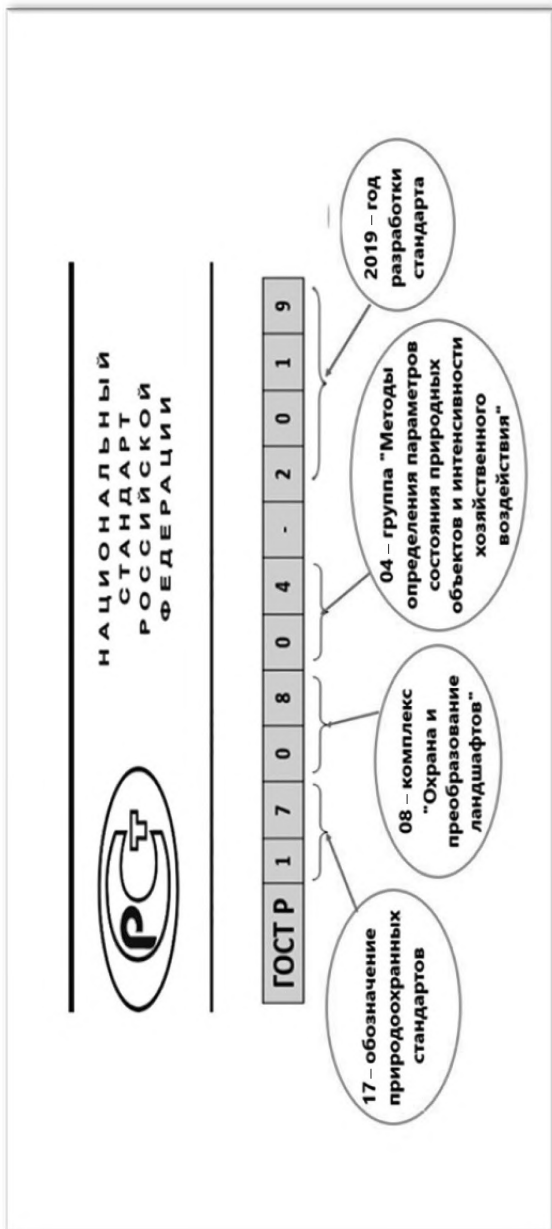 РСТ
НАЦИОНАЛЬНЫЙ
СТАНДАРТ
РОССИЙСКОЙ
ФЕДЕРАЦИИ
ГОСТ Р 1 7 0 8 0 4 - 2 0 1 9
17 – обозначение
природоохранных
стандартов
08 – комплекс
"Охрана и
преобразование
ландшафтов"
04 – группа "Методы
определения параметров
состояния природных
объектов и интенсивности
хозяйственного
воздействия"
2019 – год
разработки
стандарта